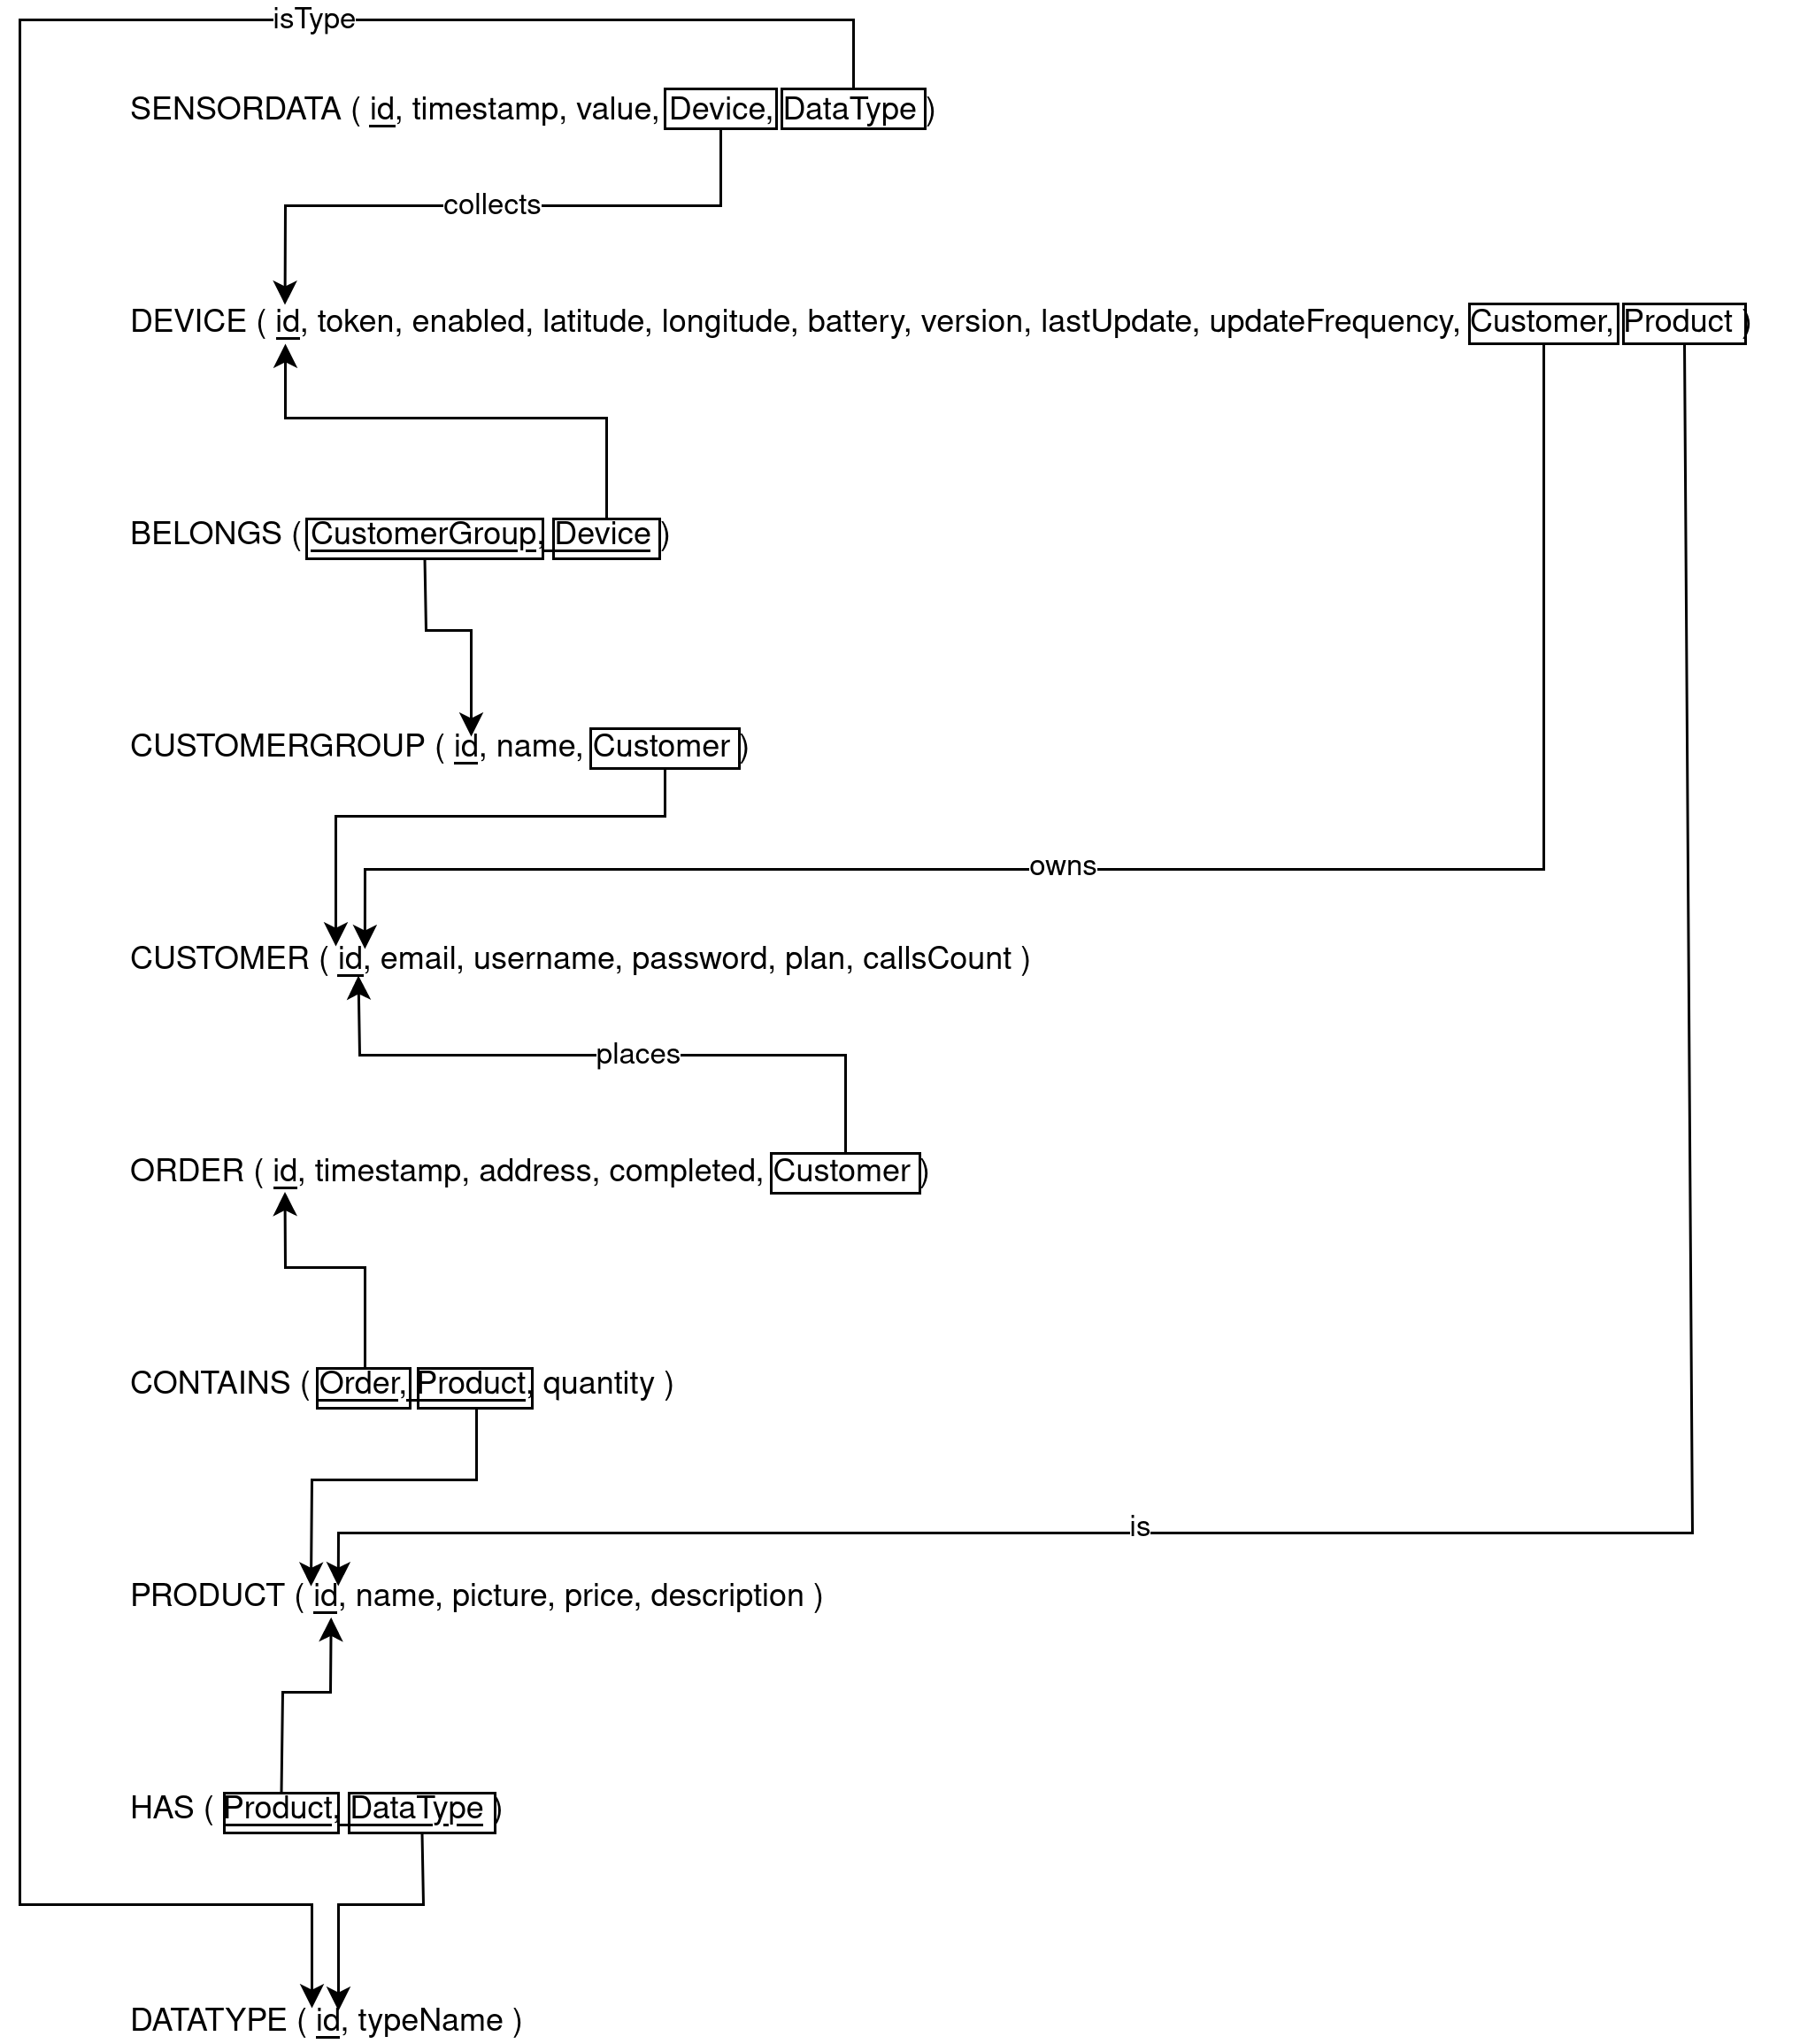 isType
SENSORDATA ( id, timestamp, value, Device, DataType )
collects
DEVICE ( id, token, enabled, latitude, longitude, battery, version, lastUpdate, updateFrequency, Customer, Product )
BELONGS ( CustomerGroup, Device )
CUSTOMERGROUP ( id, name, Customer )
owns
CUSTOMER ( id, email, username, password, plan, callsCount )
places
ORDER ( id, timestamp, address, completed, Customer )
CONTAINS ( Order, Product, quantity )
is
PRODUCT ( id, name, picture, price, description )
HAS ( Product, DataType )
DATATYPE ( id, typeName )